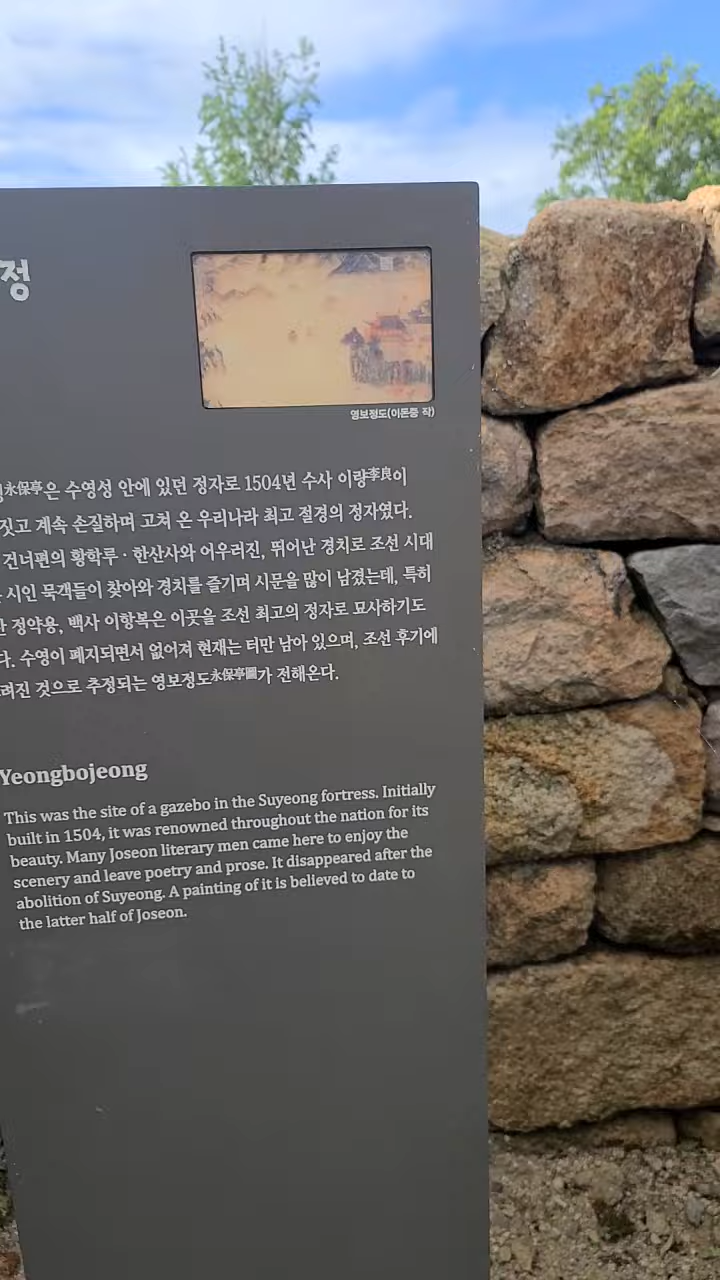 정
영보정도(이돈중 작)
永保亭은 수영성 안에 있던 정자로 1504년 수사 이량李良이
짓고 계속 손질하며 고쳐 온 우리나라 최고 절경의 정자였다.
건너편의 황학루 · 한산사와 어우러진, 뛰어난 경치로 조선 시대
시인 묵객들이 찾아와 경치를 즐기며 시문을 많이 남겼는데, 특히
정약용, 백사 이항복은 이곳을 조선 최고의 정자로 묘사하기도
다. 수영이 폐지되면서 없어져 현재는 터만 남아 있으며, 조선 후기에
려진 것으로 추정되는 영보정도永保亭圖가 전해온다.
Yeongbojeong
This was the site of a gazebo in the Suyeong fortress. Initially
built in 1504, it was renowned throughout the nation for its
beauty. Many Joseon literary men came here to enjoy the
scenery and leave poetry and prose. It disappeared after the
abolition of Suyeong. A painting of it is believed to date to
the latter half of Joseon.